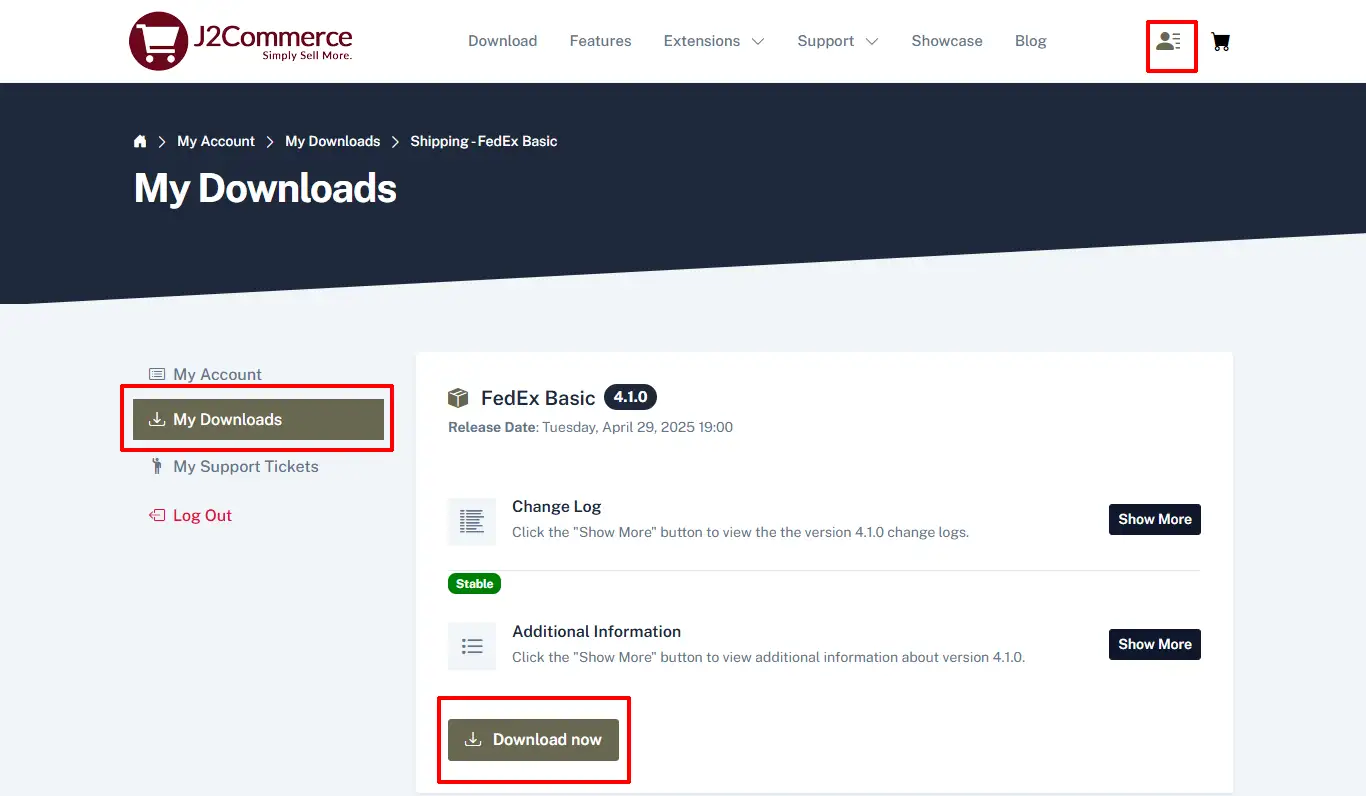 J2Commerce
Simply Sell More.
Download Features Extensions Support Showcase Blog
My Account My Downloads Shipping - FedEx Basic
My Downloads
My Account
My Downloads
My Support Tickets
Log Out
FedEx Basic 4.1.0
Release Date: Tuesday, April 29, 2025 19:00
Change Log
Click the "Show More" button to view the the version 4.1.0 change logs.
Show More
Stable
Additional Information
Click the "Show More" button to view additional information about version 4.1.0.
Show More
Download now